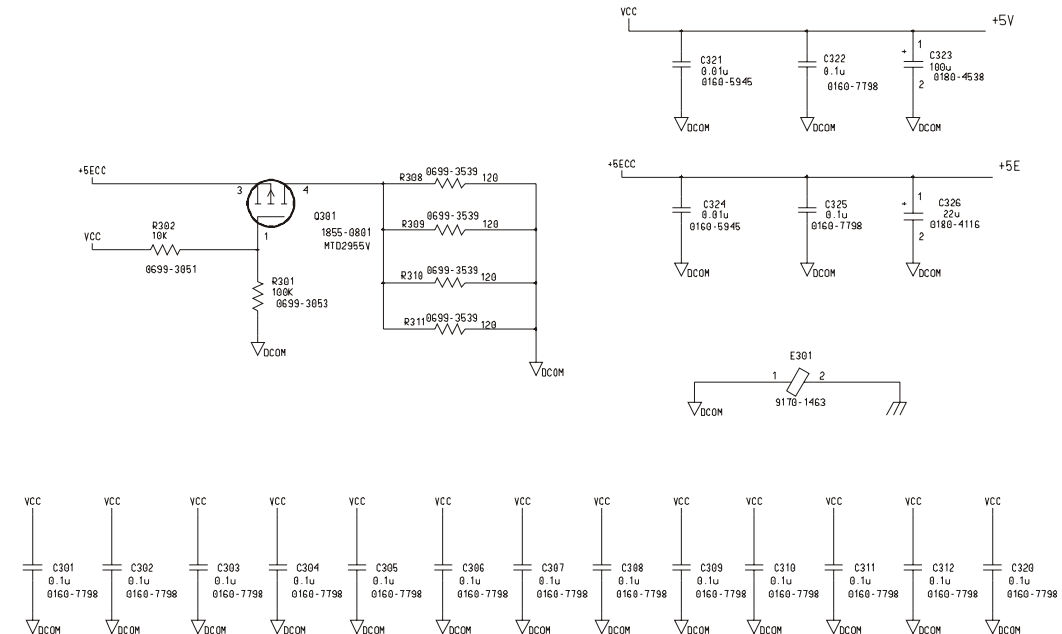 VCC
+5V
C321
0.01u
0160-5945
C322
0.1u
0160-7798
+
1
C323
100u
0180-4538
2
DCOM
DCOM
DCOM
+5ECC
+5E
C324
0.01u
0160-5945
C325
0.1u
0160-7798
+
1
C326
22u
0180-4116
2
DCOM
DCOM
DCOM
+5ECC
3
4
Q301
1855-0801
MTD2955V
1
VCC
R302
10K
0699-3051
R301
100K
0699-3053
DCOM
R308
0699-3539
120
R309
0699-3539
120
R310
0699-3539
120
R311
0699-3539
120
DCOM
E301
1
2
9170-1463
DCOM
VCC
VCC
VCC
VCC
VCC
VCC
VCC
VCC
VCC
VCC
VCC
VCC
VCC
C301
0.1u
0160-7798
C302
0.1u
0160-7798
C303
0.1u
0160-7798
C304
0.1u
0160-7798
C305
0.1u
0160-7798
C306
0.1u
0160-7798
C307
0.1u
0160-7798
C308
0.1u
0160-7798
C309
0.1u
0160-7798
C310
0.1u
0160-7798
C311
0.1u
0160-7798
C312
0.1u
0160-7798
C320
0.1u
0160-7798
DCOM
DCOM
DCOM
DCOM
DCOM
DCOM
DCOM
DCOM
DCOM
DCOM
DCOM
DCOM
DCOM